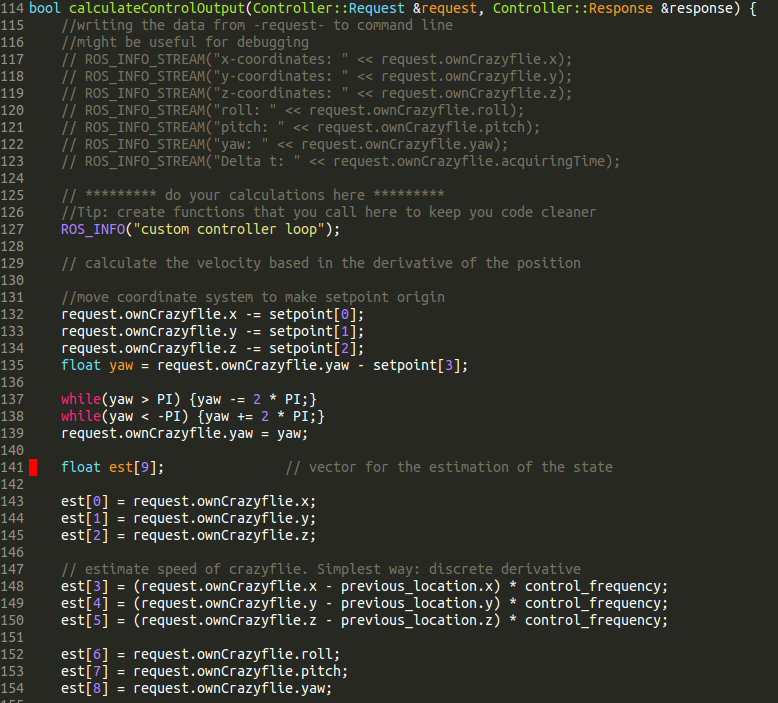 114 bool calculateControlOutput(Controller::Request &request, Controller::Response &response) {
115     //writing the data from -request- to command line
116     //might be useful for debugging
117     // ROS_INFO_STREAM("x-coordinates: " << request.ownCrazyflie.x);
118     // ROS_INFO_STREAM("y-coordinates: " << request.ownCrazyflie.y);
119     // ROS_INFO_STREAM("z-coordinates: " << request.ownCrazyflie.z);
120     // ROS_INFO_STREAM("roll: " << request.ownCrazyflie.roll);
121     // ROS_INFO_STREAM("pitch: " << request.ownCrazyflie.pitch);
122     // ROS_INFO_STREAM("yaw: " << request.ownCrazyflie.yaw);
123     // ROS_INFO_STREAM("Delta t: " << request.ownCrazyflie.acquiringTime);
124
125     // ********* do your calculations here *********
126     //Tip: create functions that you call here to keep you code cleaner
127     ROS_INFO("custom controller loop");
128
129     // calculate the velocity based in the derivative of the position
130
131     //move coordinate system to make setpoint origin
132     request.ownCrazyflie.x -= setpoint[0];
133     request.ownCrazyflie.y -= setpoint[1];
134     request.ownCrazyflie.z -= setpoint[2];
135     float yaw = request.ownCrazyflie.yaw - setpoint[3];
136
137     while(yaw > PI) {yaw -= 2 * PI;}
138     while(yaw < -PI) {yaw += 2 * PI;}
139     request.ownCrazyflie.yaw = yaw;
140
141     float est[9];               // vector for the estimation of the state
142
143     est[0] = request.ownCrazyflie.x;
144     est[1] = request.ownCrazyflie.y;
145     est[2] = request.ownCrazyflie.z;
146
147     // estimate speed of crazyflie. Simplest way: discrete derivative
148     est[3] = (request.ownCrazyflie.x - previous_location.x) * control_frequency;
149     est[4] = (request.ownCrazyflie.y - previous_location.y) * control_frequency;
150     est[5] = (request.ownCrazyflie.z - previous_location.z) * control_frequency;
151
152     est[6] = request.ownCrazyflie.roll;
153     est[7] = request.ownCrazyflie.pitch;
154     est[8] = request.ownCrazyflie.yaw;